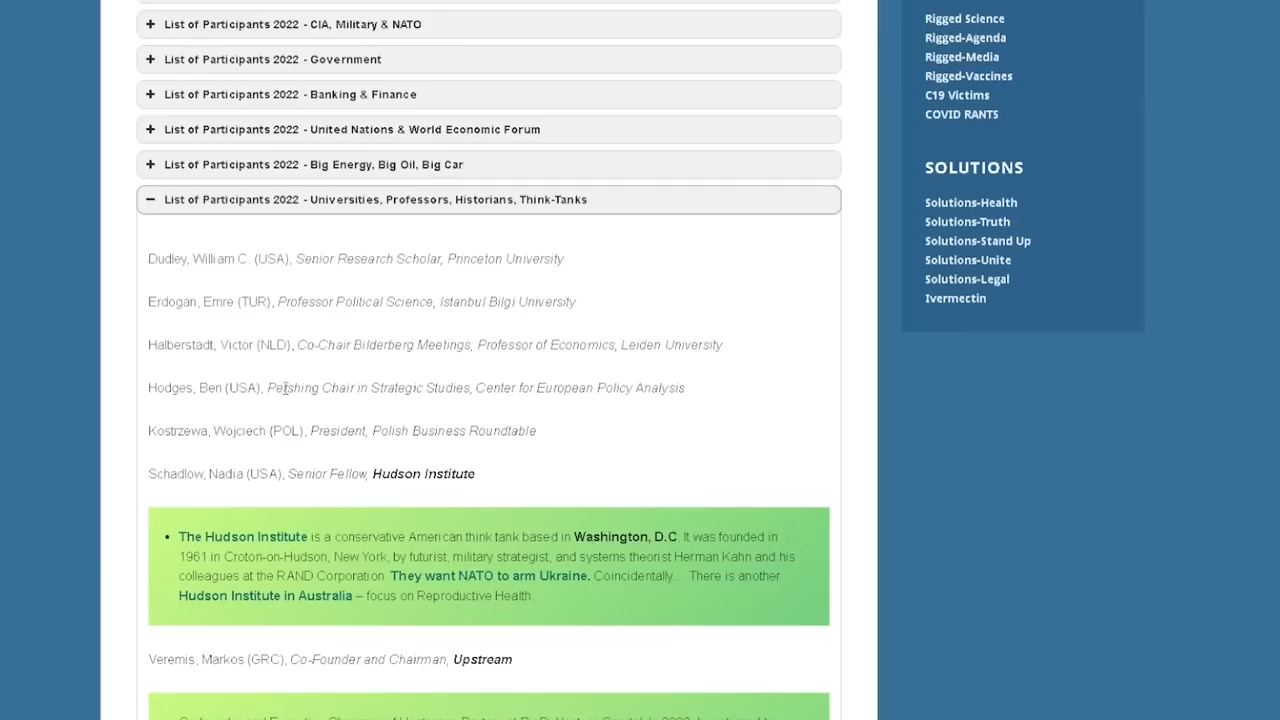 List of Participants 2022 - CIA, Military & NATO
List of Participants 2022 - Government
List of Participants 2022 - Banking & Finance
List of Participants 2022 - United Nations & World Economic Forum
List of Participants 2022 - Big Energy, Big Oil, Big Car
List of Participants 2022 - Universities, Professors, Historians, Think-Tanks
Dudley, William C. (USA), Senior Research Scholar, Princeton University
Erdogan, Emre (TUR), Professor Political Science, Istanbul Bilgi University
Halberstadt, Victor (NLD), Co-Chair Bilderberg Meetings; Professor of Economics, Leiden University
Hodges, Ben (USA), Pershing Chair in Strategic Studies, Center for European Policy Analysis
Kostrzewa, Wojciech (POL), President, Polish Business Roundtable
Schadlow, Nadia (USA), Senior Fellow, Hudson Institute
The Hudson Institute is a conservative American think tank based in Washington, D.C. It was founded in
1961 in Croton-on-Hudson, New York, by futurist, military strategist, and systems theorist Herman Kahn and his
colleagues at the RAND Corporation. They want NATO to arm Ukraine. Coincidentally… There is another
Hudson Institute in Australia – focus on Reproductive Health.
Veremis, Markos (GRC), Co-Founder and Chairman, Upstream
Rigged Science
Rigged-Agenda
Rigged-Media
Rigged-Vaccines
C19 Victims
COVID RANTS
SOLUTIONS
Solutions-Health
Solutions-Truth
Solutions-Stand Up
Solutions-Unite
Solutions-Legal
Ivermectin